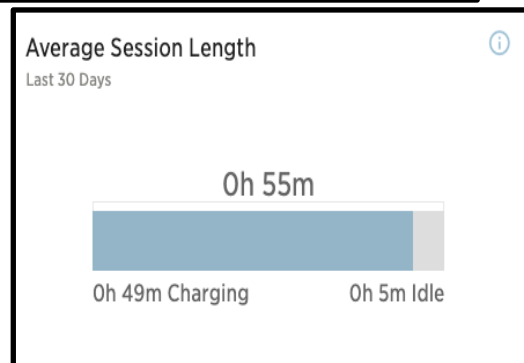 Average Session Length
Last 30 Days
0h 55m
0h 49m Charging
0h 5m Idle